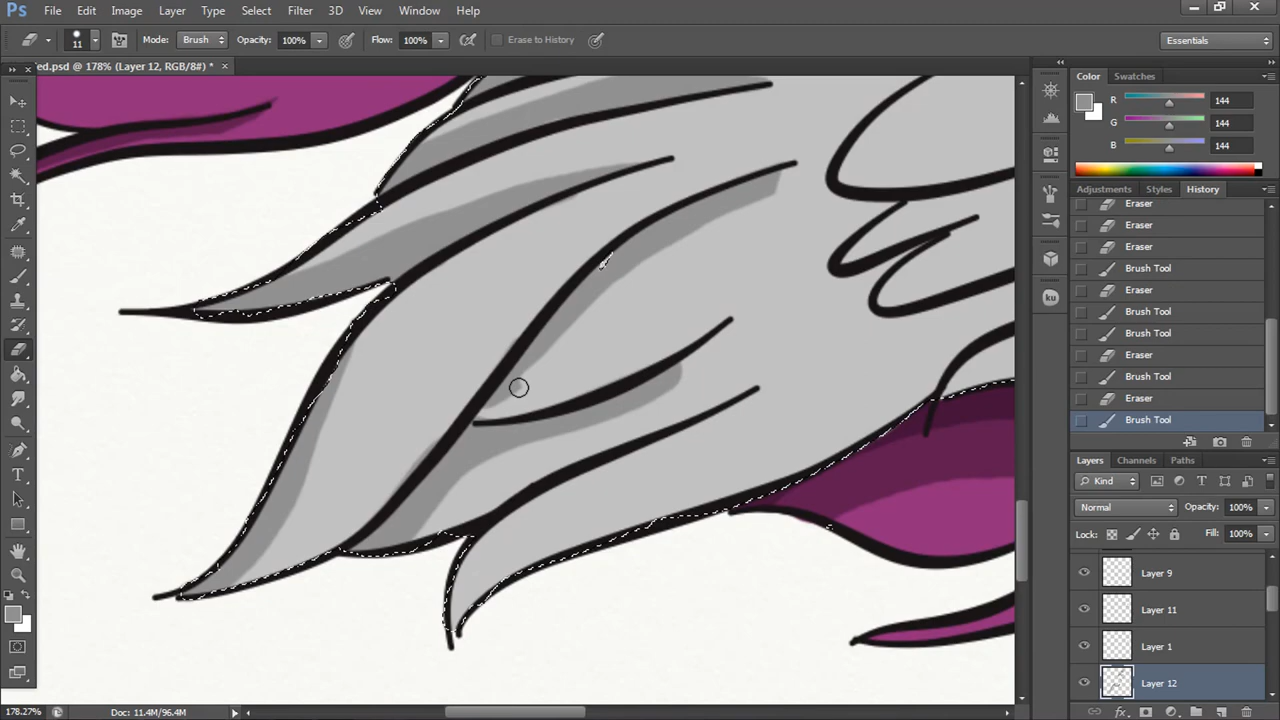 Ps File Edit Image Layer Type Select Filter 3D View Window Help
11 Mode: Brush Opacity: 100% Flow: 100% Erase to History Essentials
ed.psd @ 178% (Layer 12, RGB/8#) * ×
Color Swatches
R 144
G 144
B 144
Adjustments Styles History
Eraser
Eraser
Eraser
Brush Tool
Eraser
Brush Tool
Brush Tool
Eraser
Brush Tool
Eraser
Brush Tool
Layers Channels Paths
Kind
Normal Opacity: 100%
Lock: Fill: 100%
Layer 9
Layer 11
Layer 1
Layer 12
ku
T
178.27% Doc: 11.4M/96.4M